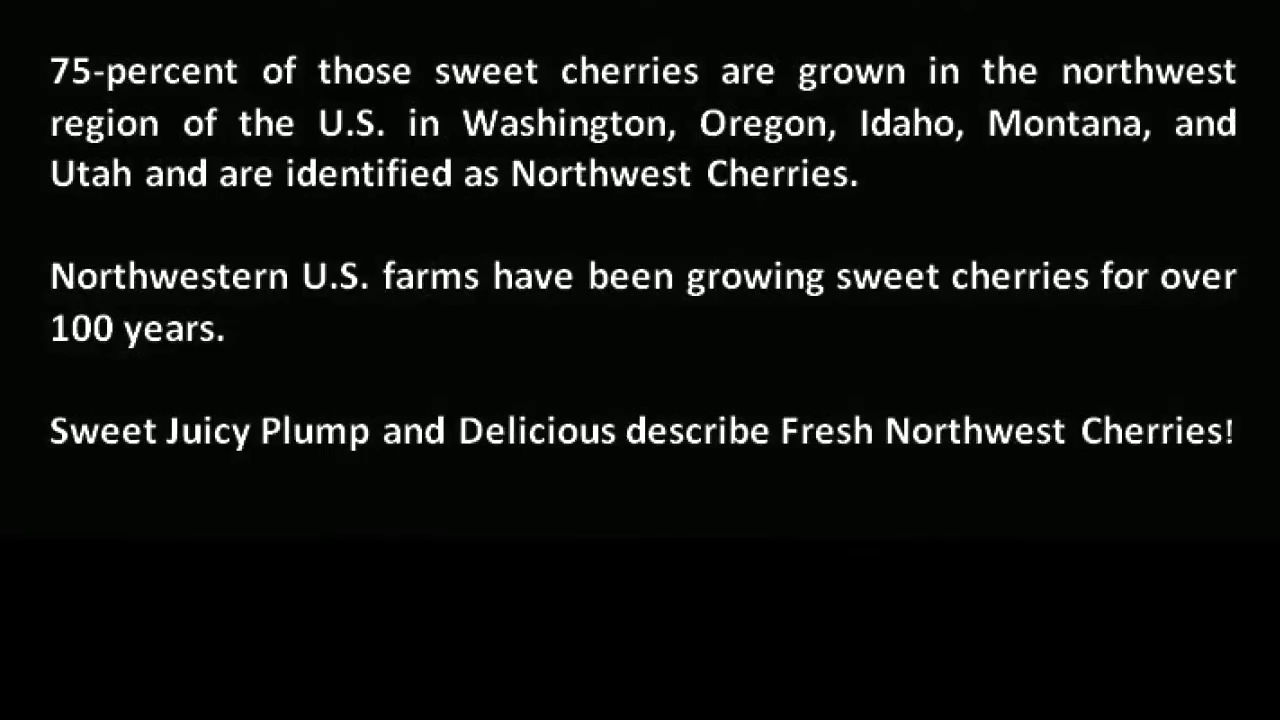 75-percent of those sweet cherries are grown in the northwest
region of the U.S. in Washington, Oregon, Idaho, Montana, and
Utah and are identified as Northwest Cherries.
Northwestern U.S. farms have been growing sweet cherries for over
100 years.
Sweet Juicy Plump and Delicious describe Fresh Northwest Cherries!